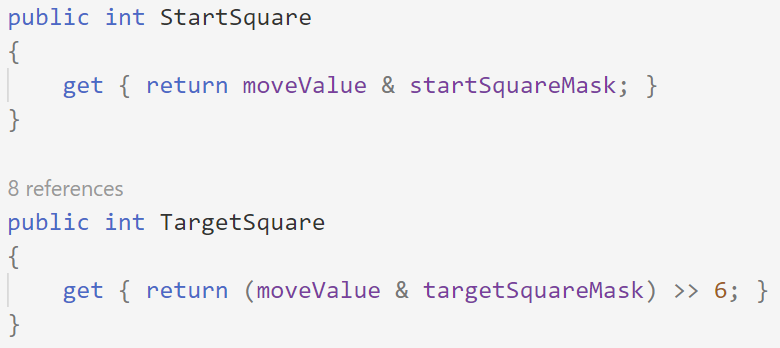 public int StartSquare
{
    get { return moveValue & startSquareMask; }
}
8 references
public int TargetSquare
{
    get { return (moveValue & targetSquareMask) >> 6; }
}